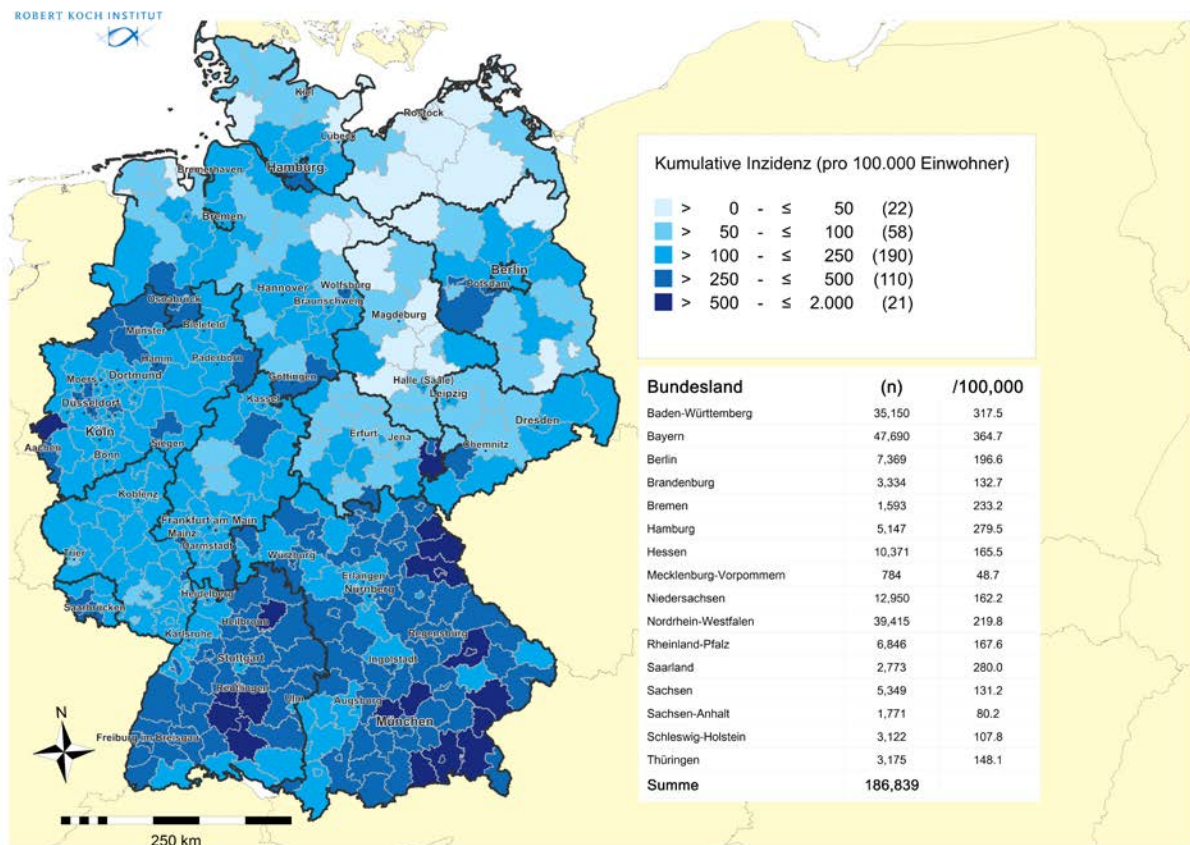 ROBERT KOCH INSTITUT
Kiel
Rostock
Lübeck
Hamburg
Bremerhaven
Bremen
Berlin
Potsdam
Hannover
Wolfsburg
Braunschweig
Magdeburg
Osnabrück
Münster
Bielefeld
Hamm
Paderborn
Moers
Dortmund
Düsseldorf
Göttingen
Halle (Saale)
Leipzig
Kassel
Köln
Aachen
Bonn
Siegen
Erfurt
Jena
Chemnitz
Dresden
Koblenz
Frankfurt am Main
Mainz
Darmstadt
Trier
Würzburg
Erlangen
Nürnberg
Heidelberg
Saarbrücken
Karlsruhe
Heilbronn
Regensburg
Stuttgart
Ingolstadt
Reutlingen
Ulm
Augsburg
München
Freiburg im Breisgau
N
250 km
Kumulative Inzidenz (pro 100.000 Einwohner)
> 0 - ≤ 50 (22)
> 50 - ≤ 100 (58)
> 100 - ≤ 250 (190)
> 250 - ≤ 500 (110)
> 500 - ≤ 2.000 (21)
Bundesland (n) /100,000
Baden-Württemberg 35,150 317.5
Bayern 47,690 364.7
Berlin 7,369 196.6
Brandenburg 3,334 132.7
Bremen 1,593 233.2
Hamburg 5,147 279.5
Hessen 10,371 165.5
Mecklenburg-Vorpommern 784 48.7
Niedersachsen 12,950 162.2
Nordrhein-Westfalen 39,415 219.8
Rheinland-Pfalz 6,846 167.6
Saarland 2,773 280.0
Sachsen 5,349 131.2
Sachsen-Anhalt 1,771 80.2
Schleswig-Holstein 3,122 107.8
Thüringen 3,175 148.1
Summe 186,839